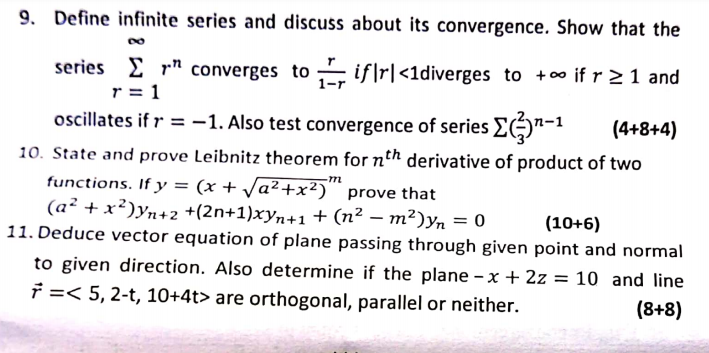 9. Define infinite series and discuss about its convergence. Show that the
series ∞ Σ r = 1 rⁿ converges to r/1−r if|r|<1diverges to +∞ if r ≥ 1 and
oscillates if r = −1. Also test convergence of series Σ(2/3)ⁿ⁻¹ (4+8+4)
10. State and prove Leibnitz theorem for nᵗʰ derivative of product of two
functions. If y = (x + √a²+x²)ᵐ prove that
(a² + x²)yₙ₊₂ +(2n+1)xyₙ₊₁ + (n² − m²)yₙ = 0 (10+6)
11. Deduce vector equation of plane passing through given point and normal
to given direction. Also determine if the plane – x + 2z = 10 and line
r⃗ =< 5, 2-t, 10+4t> are orthogonal, parallel or neither. (8+8)